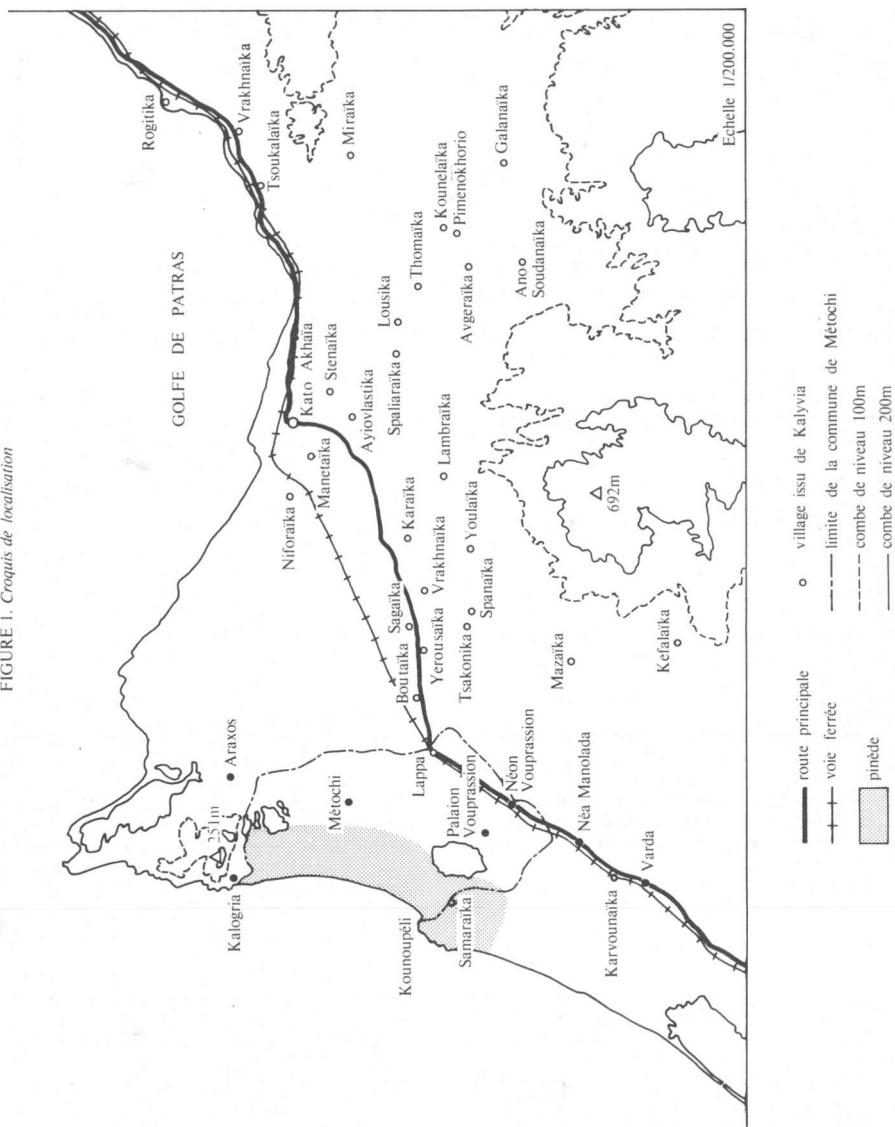 FIGURE 1. Croquis de localisation
Rogitika
Vrakhnaïka
Tsoukalaïka
Miraïka
GOLFE DE PATRAS
Kato Akhaïa
Stenaïka
Ayiovlastika
Spaliaraïka
Lousika
Thomaïka
Kounelaïka
Pimenokhorio
Galanaïka
Avgeraïka
Ano
Soudanaïka
Niforaïka
Manetaïka
Karaïka
Lambraïka
Sagaïka
Vrakhnaïka
Youlaïka
Boutaïka
Yerousaïka
Tsakonika
Spanaïka
Mazaïka
Kefalaïka
692m
Araxos
251m
Kalogria
Métochi
Lappa
Palaion
Vouprassion
Néon
Vouprassion
Kounoupéli
Samaraïka
Néa Manolada
Varda
Karvounaïka
Echelle 1/200.000
route principale
voie ferrée
pinède
village issu de Kalyvia
limite de la commune de Métochi
combe de niveau 100m
combe de niveau 200m